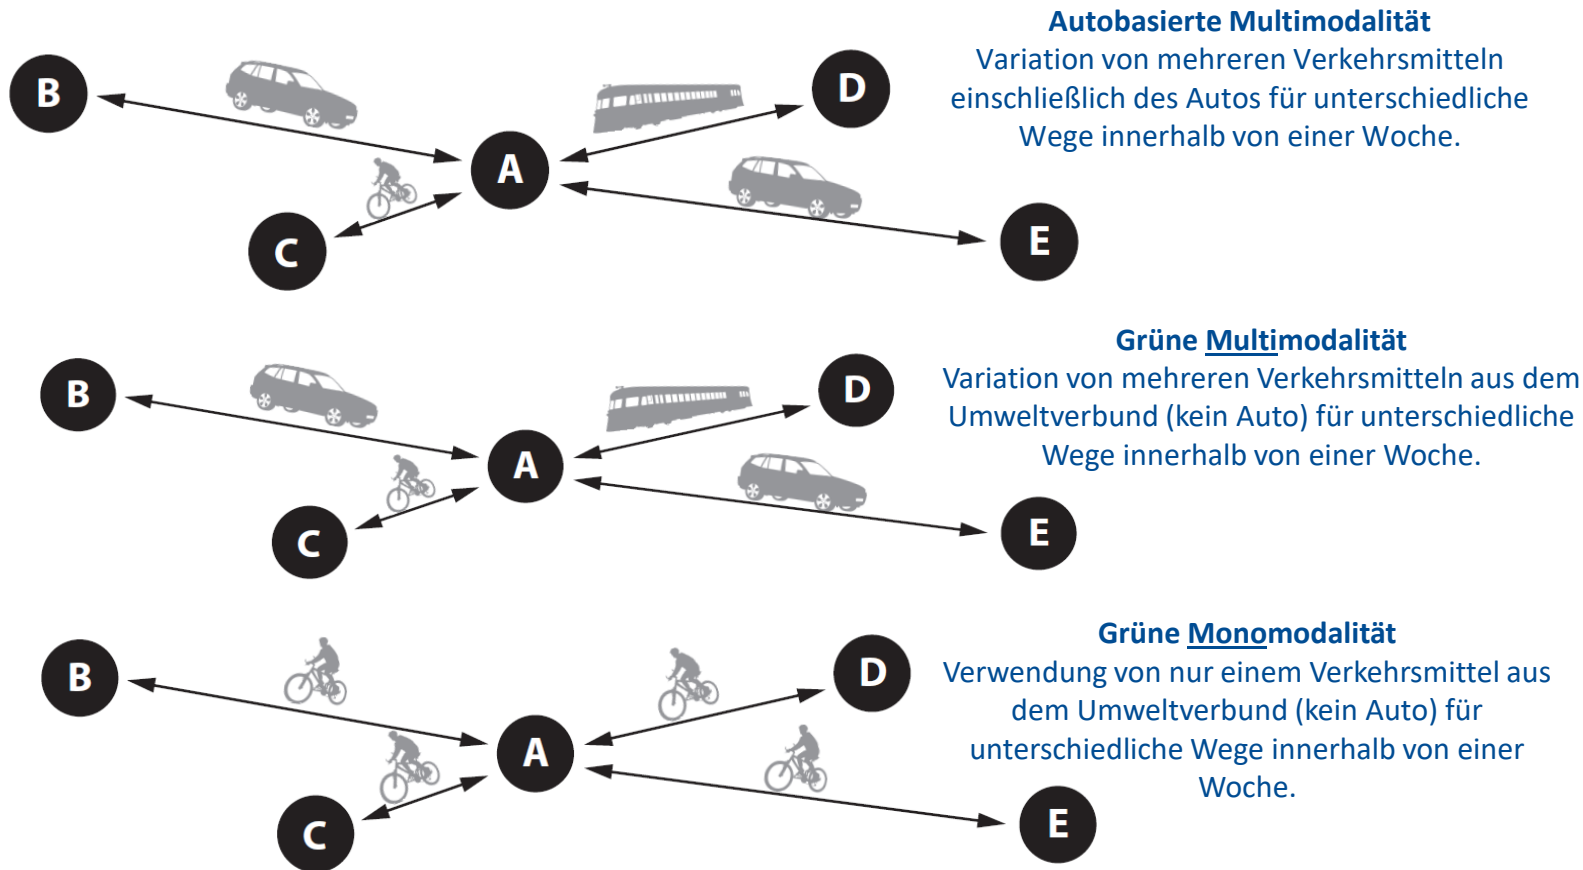 Autobasierte Multimodalität
Variation von mehreren Verkehrsmitteln
einschließlich des Autos für unterschiedliche
Wege innerhalb von einer Woche.
B
D
A
C
E
Grüne Multimodalität
Variation von mehreren Verkehrsmitteln aus dem
Umweltverbund (kein Auto) für unterschiedliche
Wege innerhalb von einer Woche.
B
D
A
C
E
Grüne Monomodalität
Verwendung von nur einem Verkehrsmittel aus
dem Umweltverbund (kein Auto) für
unterschiedliche Wege innerhalb von einer
Woche.
B
D
A
C
E